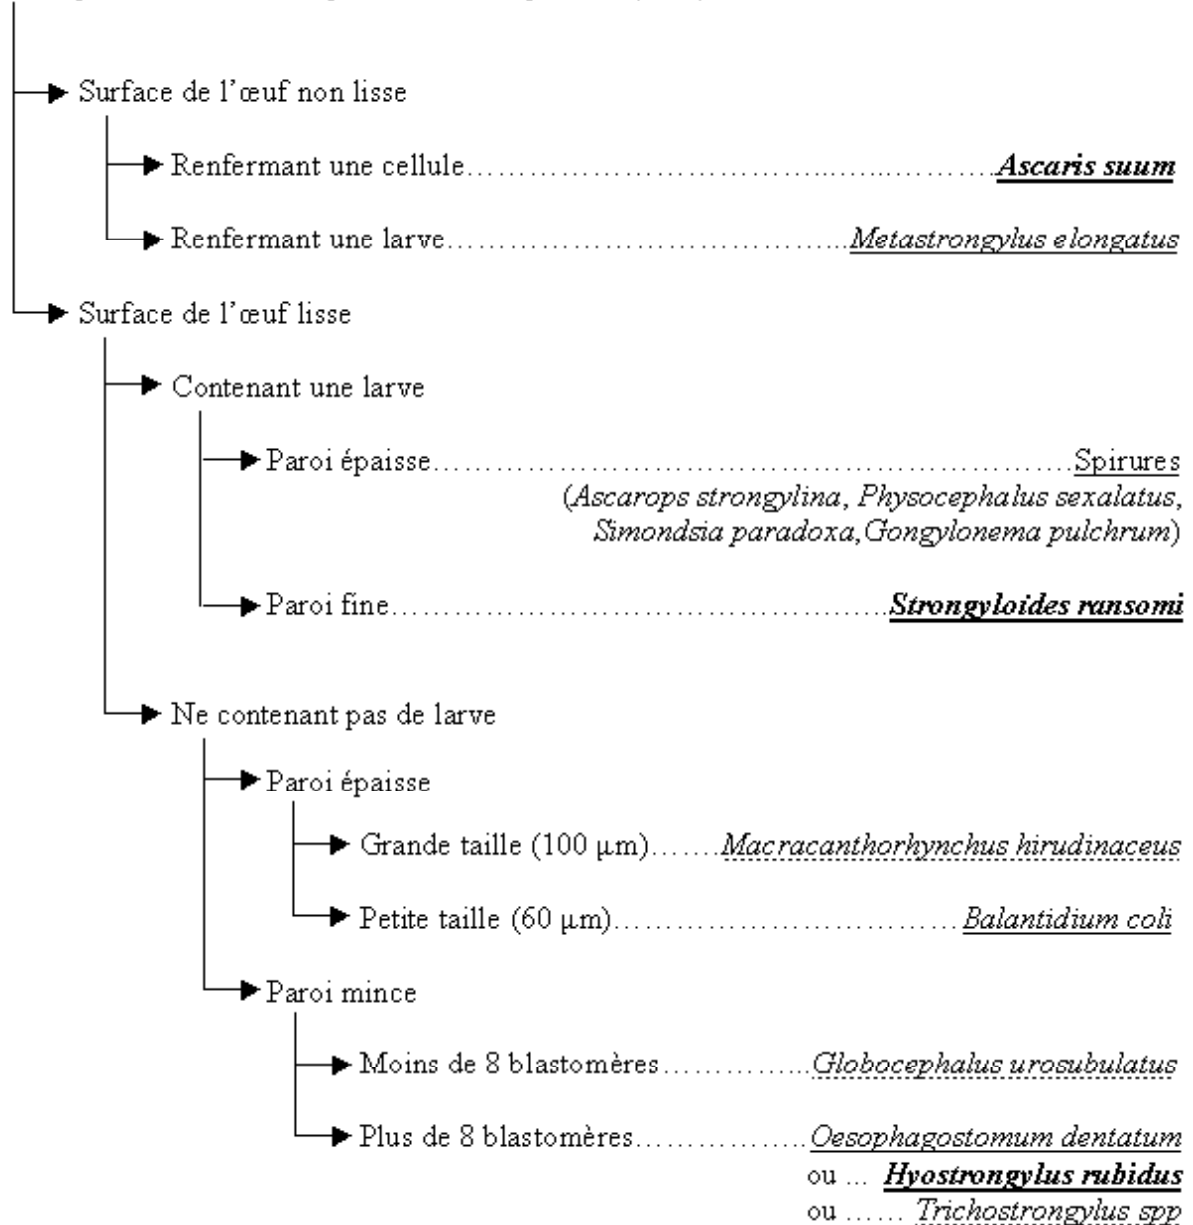 Surface de l'œuf non lisse
Renfermant une cellule……………………………..…...……….Ascaris suum
Renfermant une larve………………………………..Metastrongylus elongatus
Surface de l'œuf lisse
Contenant une larve
Paroi épaisse……………………………………………………….Spirures
(Ascarops strongylina, Physocephalus sexalatus,
Simondsia paradoxa,Gongylonema pulchrum)
Paroi fine…………………………………………..Strongyloides ransomi
Ne contenant pas de larve
Paroi épaisse
Grande taille (100 µm)…….Macracanthorhynchus hirudinaceus
Petite taille (60 µm)……………………………Balantidium coli
Paroi mince
Moins de 8 blastomères…………...Globocephalus urosubulatus
Plus de 8 blastomères……………..Oesophagostomum dentatum
ou ... Hyostrongylus rubidus
ou …… Trichostrongylus spp